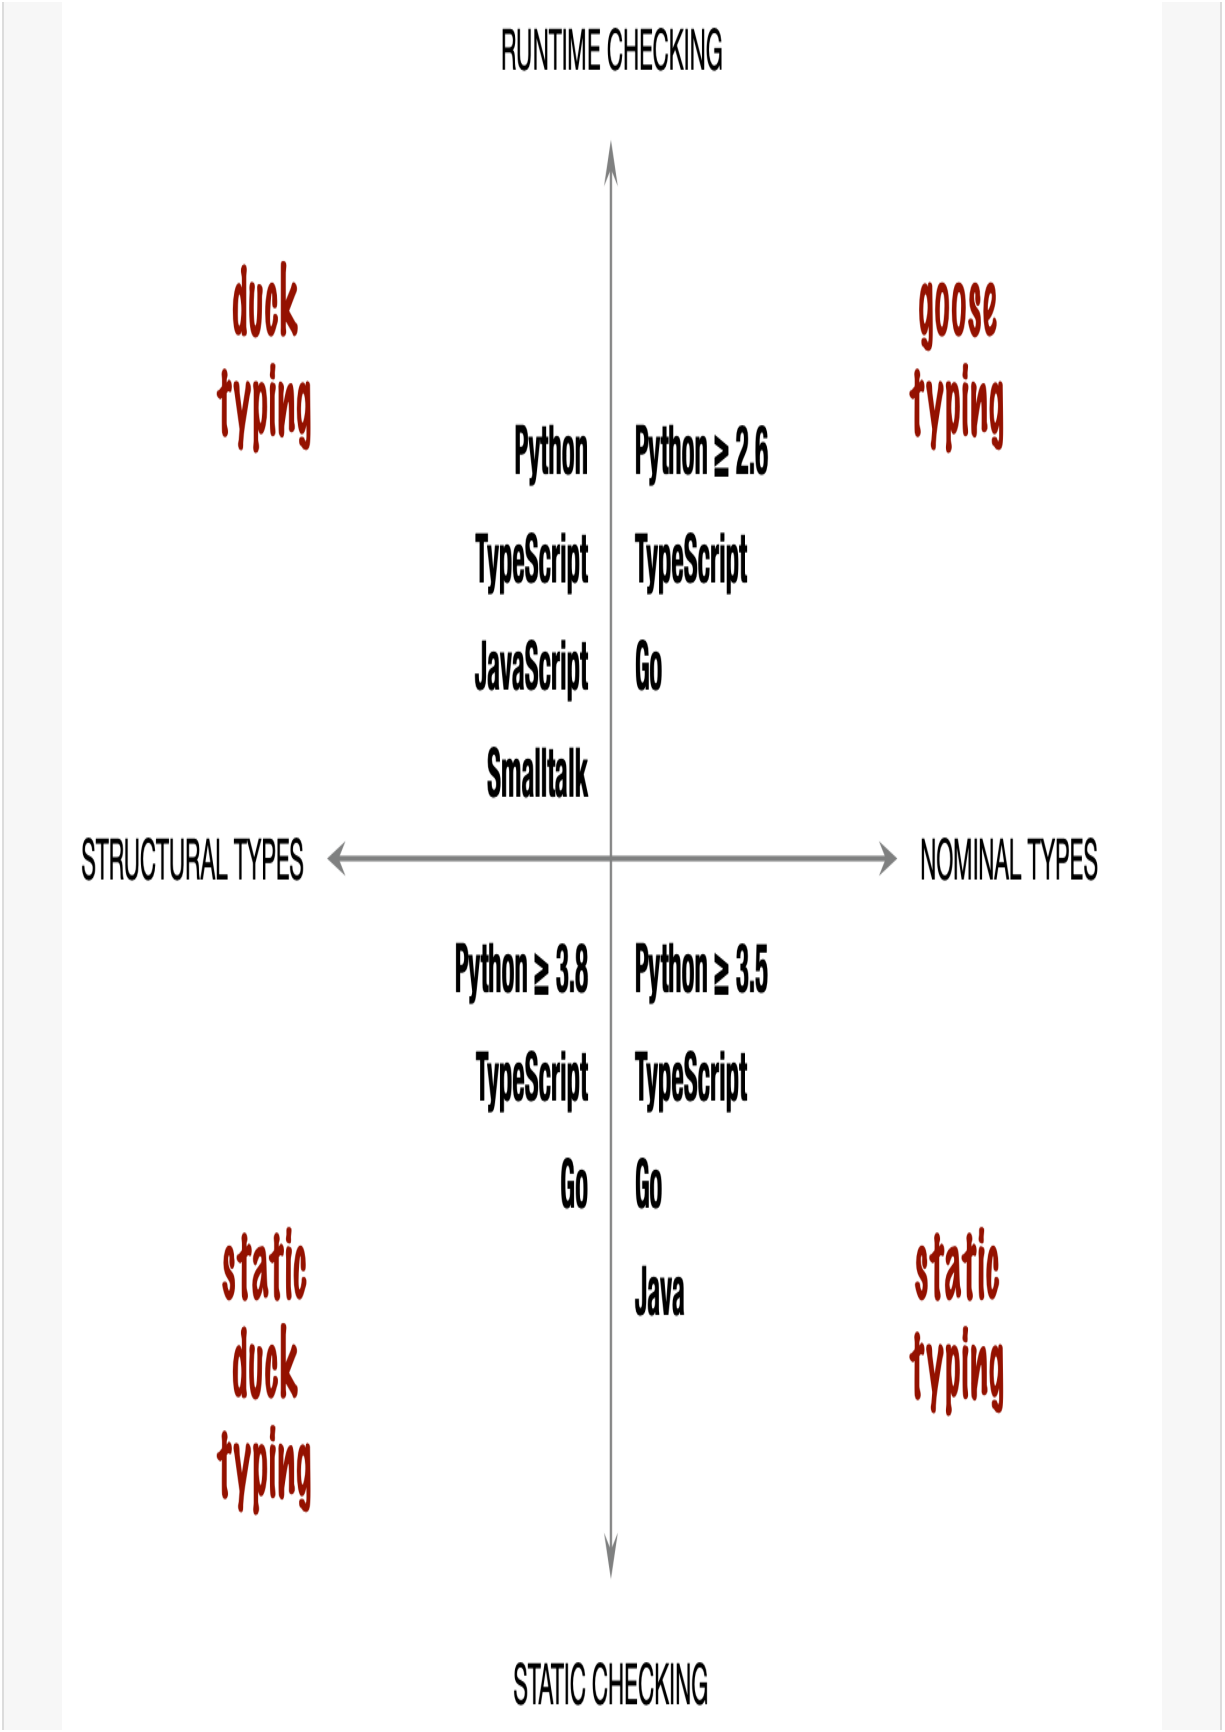 RUNTIME CHECKING
duck
typing
goose
typing
Python
Python ≥ 2.6
TypeScript
TypeScript
JavaScript
Go
Smalltalk
STRUCTURAL TYPES
NOMINAL TYPES
Python ≥ 3.8
Python ≥ 3.5
TypeScript
TypeScript
Go
Go
Java
static
duck
typing
static
typing
STATIC CHECKING